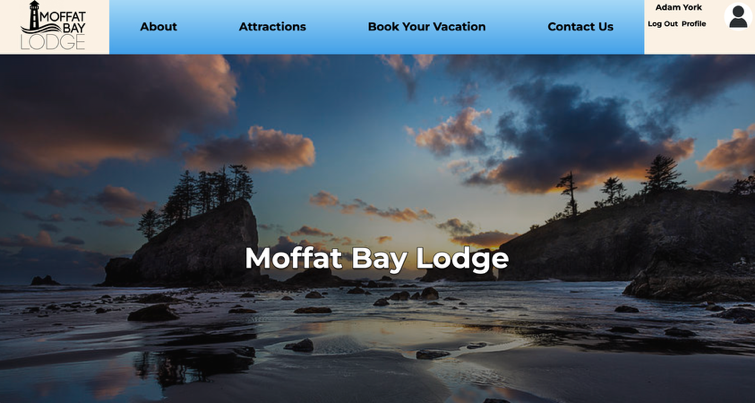 MOFFAT
BAY
LODGE
About
Attractions
Book Your Vacation
Contact Us
Adam York
Log Out Profile
Moffat Bay Lodge